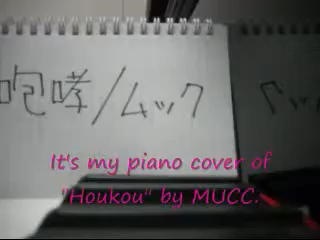 咆哮/ムック
It's my piano cover of
"Houkou" by MUCC.